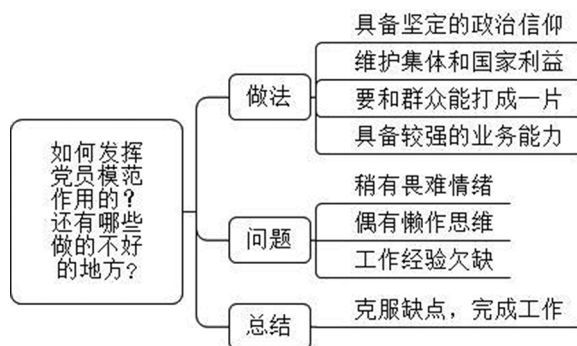 如何发挥
党员模范
作用的？
还有哪些
做的不好
的地方？
做法
具备坚定的政治信仰
维护集体和国家利益
要和群众能打成一片
具备较强的业务能力
问题
稍有畏难情绪
偶有懒作思维
工作经验欠缺
总结
克服缺点，完成工作